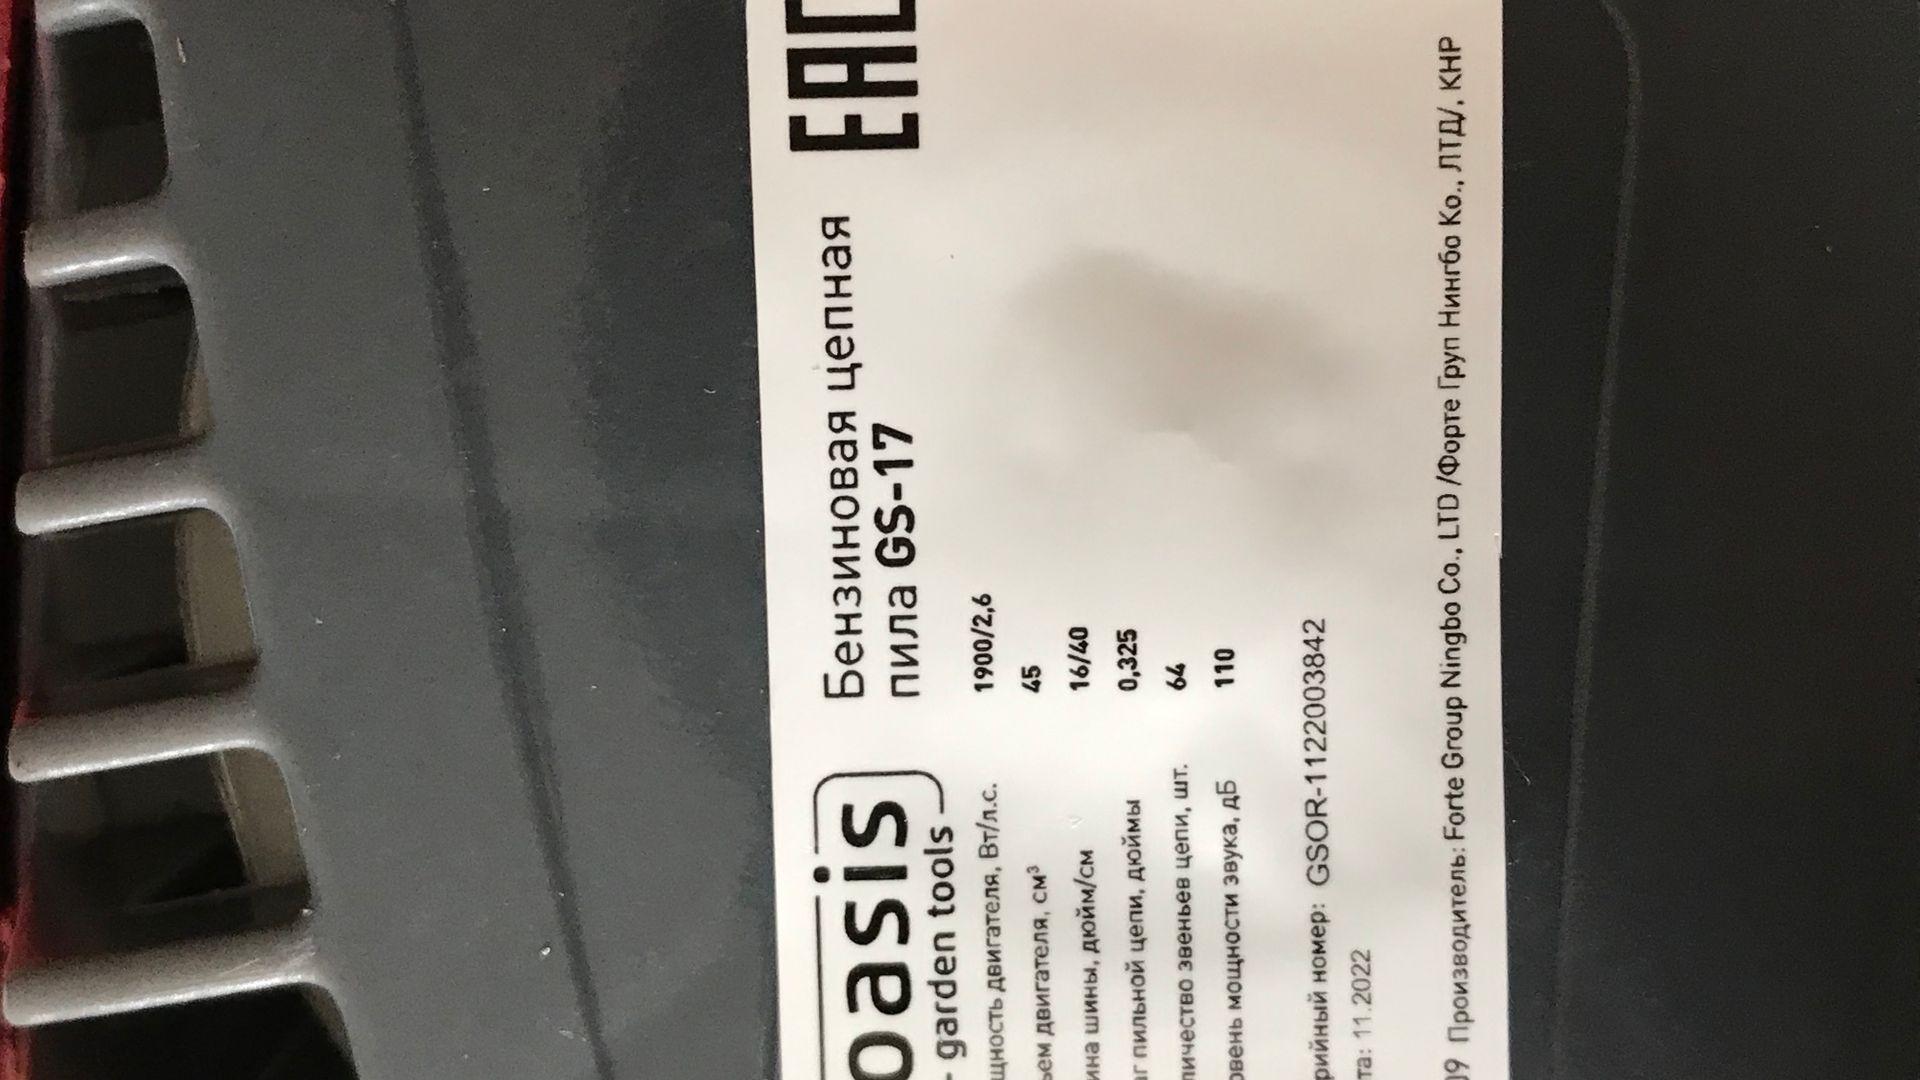 oasis
garden tools
Бензиновая цепная
пила GS-17
EAC
щность двигателя, Вт/л.с. 1900/2,6
ъем двигателя, см³ 45
ина шины, дюйм/см 16/40
аг пильной цепи, дюймы 0,325
личество звеньев цепи, шт. 64
овень мощности звука, дБ 110
рийный номер: GSOR-1122003842
та: 11.2022
09 Производитель: Forte Group Ningbo Co., LTD /Форте Груп Нингбо Ко., ЛТД/, КНР